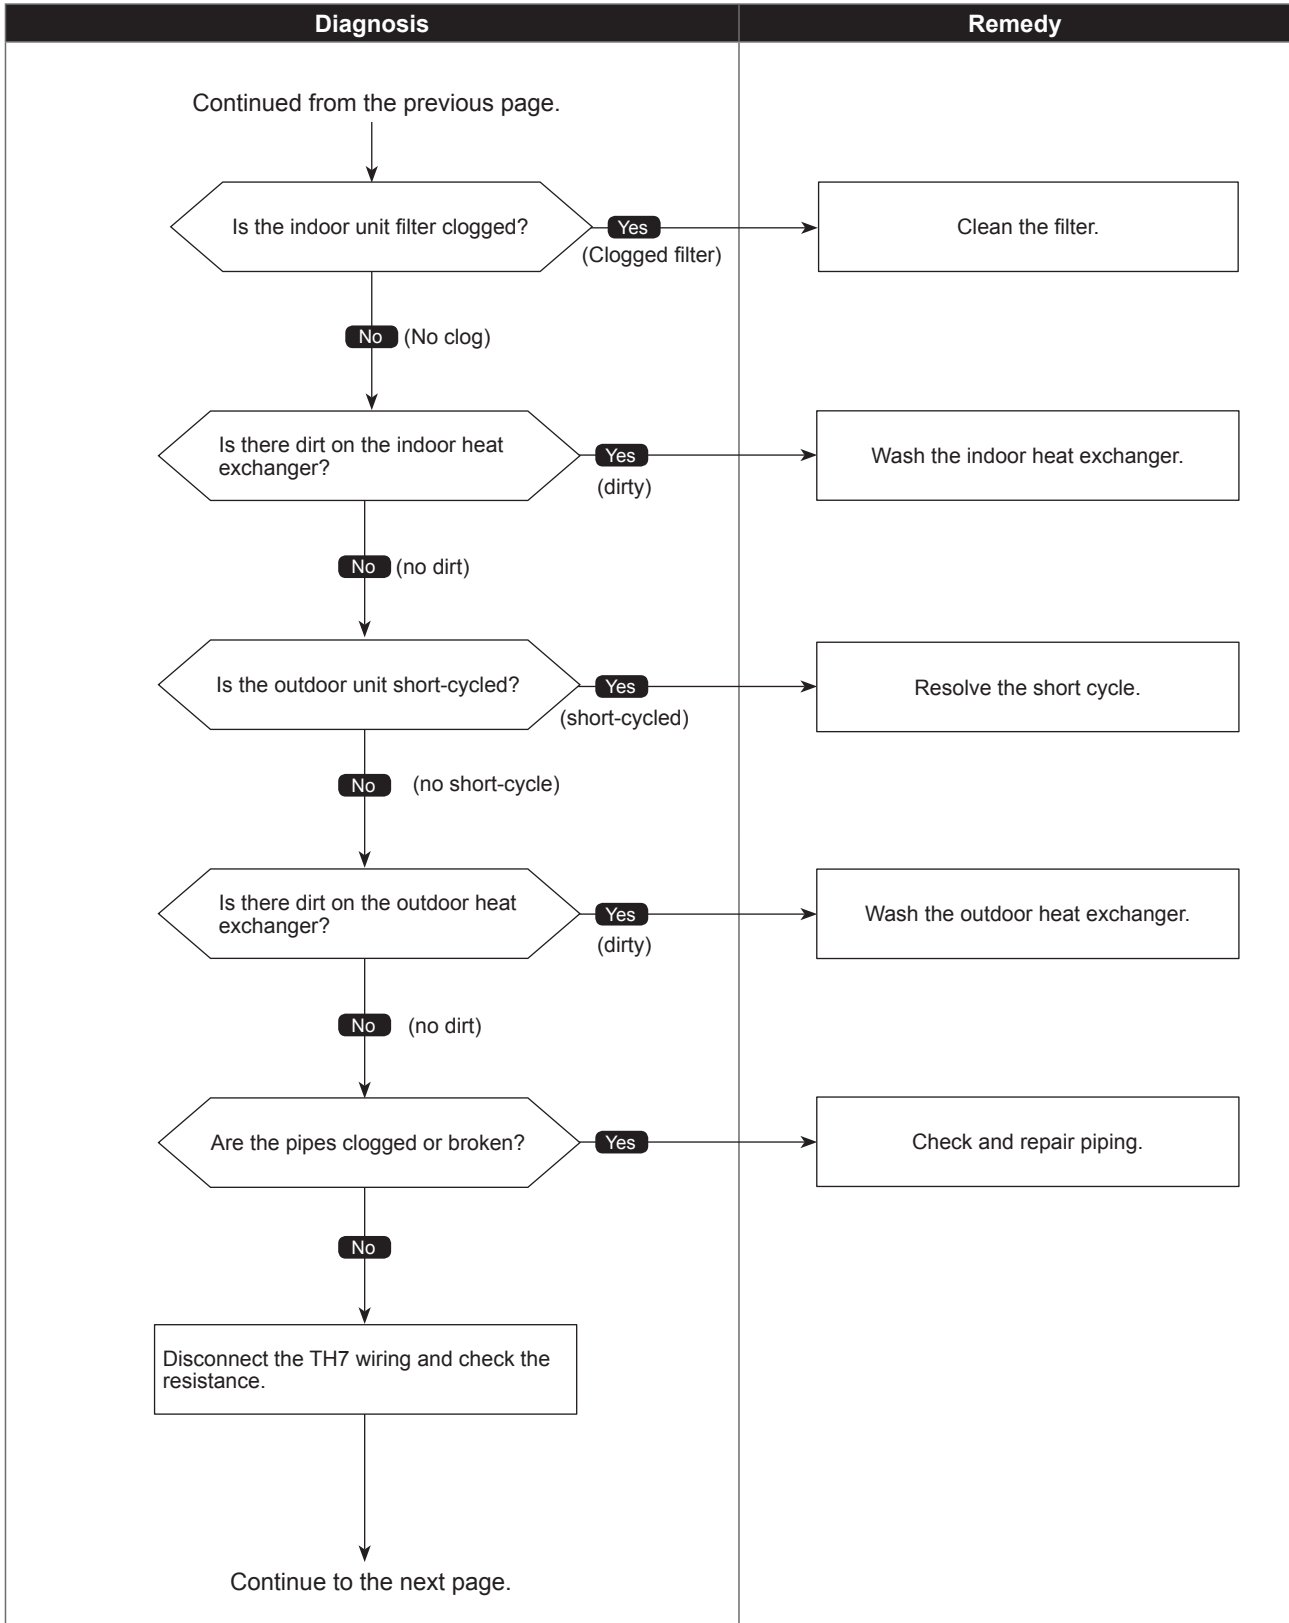 Diagnosis
Remedy
Continued from the previous page.
Is the indoor unit filter clogged?
Yes
(Clogged filter)
Clean the filter.
No (No clog)
Is there dirt on the indoor heat
exchanger?
Yes
(dirty)
Wash the indoor heat exchanger.
No (no dirt)
Is the outdoor unit short-cycled?
Yes
(short-cycled)
Resolve the short cycle.
No (no short-cycle)
Is there dirt on the outdoor heat
exchanger?
Yes
(dirty)
Wash the outdoor heat exchanger.
No (no dirt)
Are the pipes clogged or broken?
Yes
Check and repair piping.
No
Disconnect the TH7 wiring and check the
resistance.
Continue to the next page.